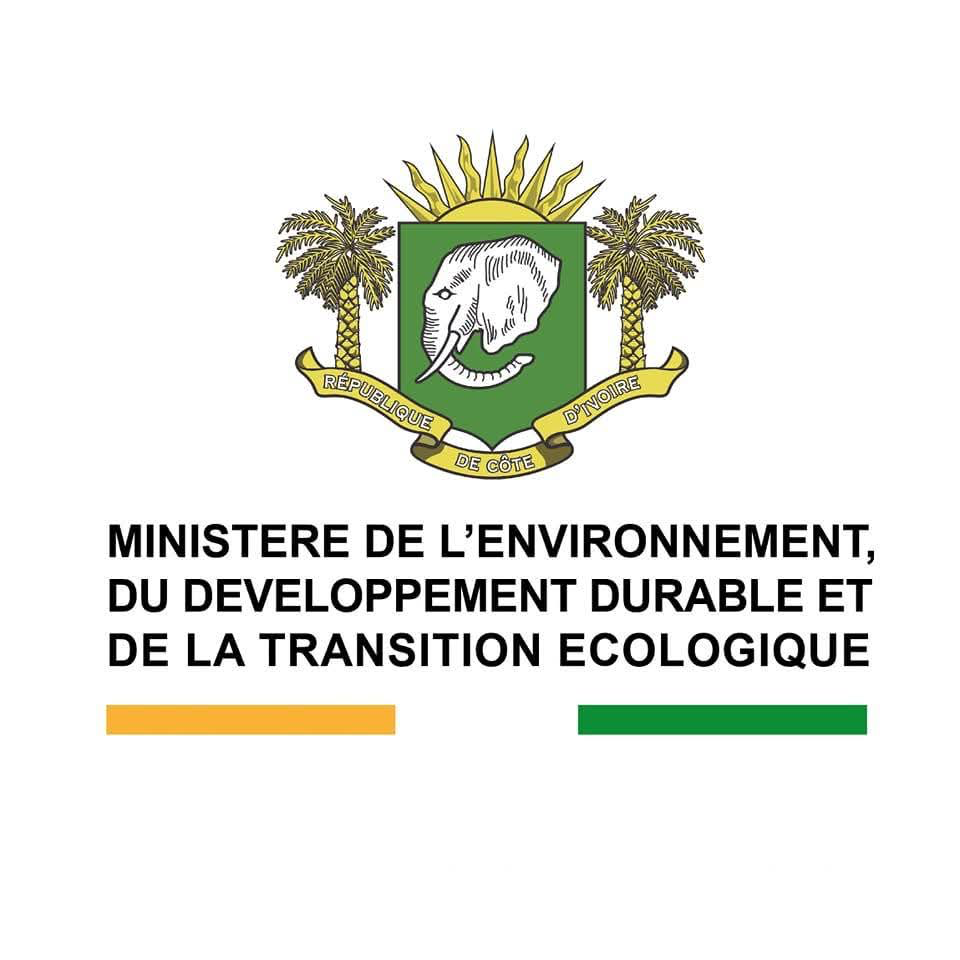 RÉPUBLIQUE
DE CÔTE
D'IVOIRE
MINISTERE DE L’ENVIRONNEMENT,
DU DEVELOPPEMENT DURABLE ET
DE LA TRANSITION ECOLOGIQUE